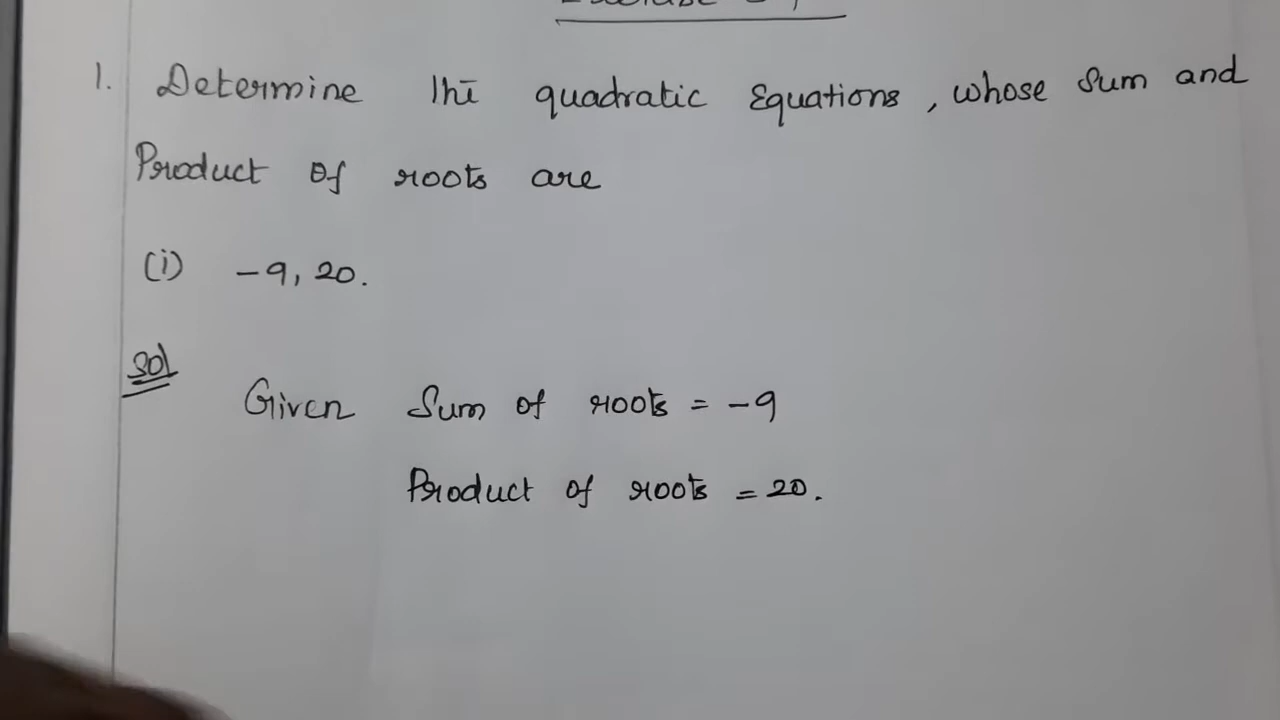 1. Determine the quadratic Equations, whose Sum and
Product of roots are
(i) -9, 20.
Sol
Given Sum of roots = -9
Product of roots = 20.